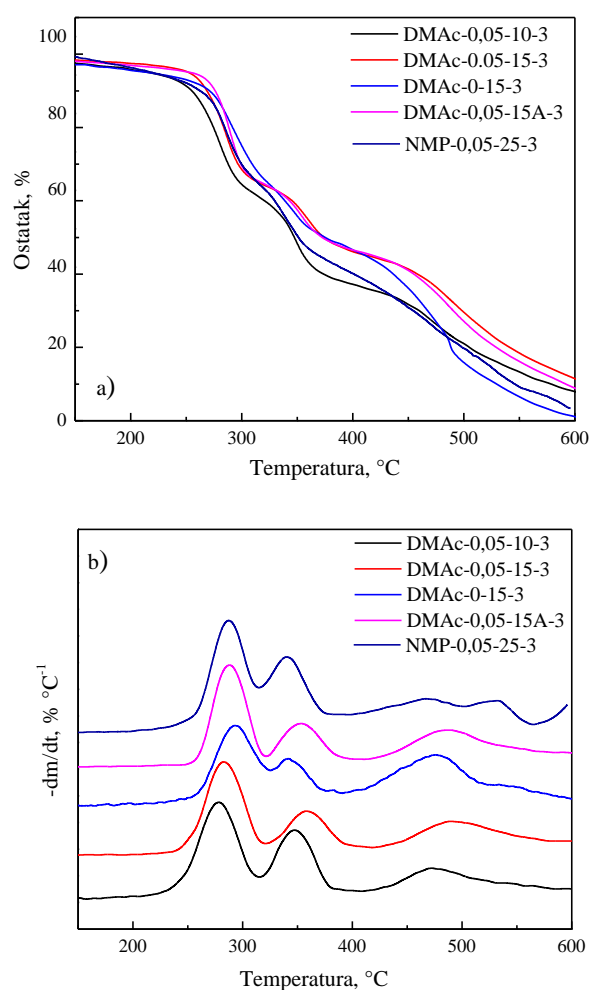 DMAc-0,05-10-3
DMAc-0.05-15-3
DMAc-0-15-3
DMAc-0,05-15A-3
NMP-0,05-25-3
100
80
60
40
20
0
Ostatak, %
a)
200 300 400 500 600
Temperatura, °C
b)
DMAc-0,05-10-3
DMAc-0,05-15-3
DMAc-0-15-3
DMAc-0,05-15A-3
NMP-0,05-25-3
-dm/dt, % °C⁻¹
200 300 400 500 600
Temperatura, °C